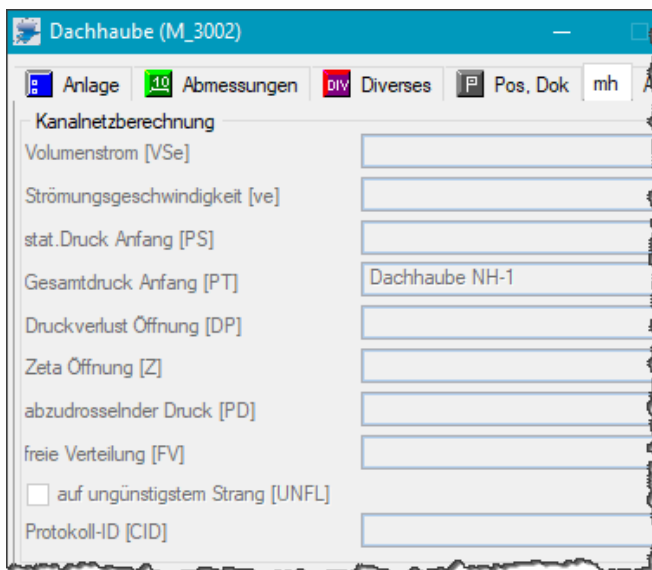 Dachhaube (M_3002)
Anlage 10 Abmessungen DIV Diverses P Pos, Dok mh
Kanalnetzberechnung
Volumenstrom [VSe]
Strömungsgeschwindigkeit [ve]
stat.Druck Anfang [PS]
Gesamtdruck Anfang [PT] Dachhaube NH-1
Druckverlust Öffnung [DP]
Zeta Öffnung [Z]
abzudrosselnder Druck [PD]
freie Verteilung [FV]
auf ungünstigstem Strang [UNFL]
Protokoll-ID [CID]